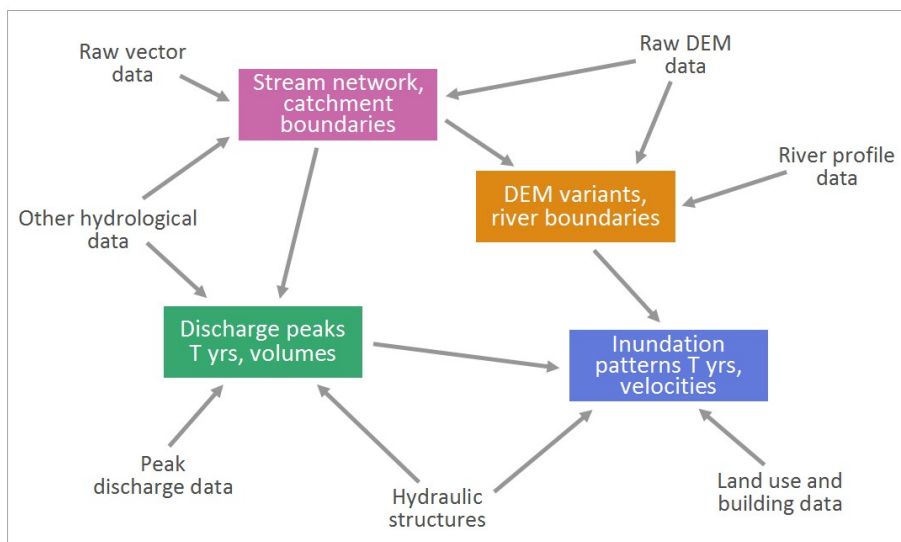 Raw vector
data
Stream network,
catchment
boundaries
Raw DEM
data
River profile
data
DEM variants,
river boundaries
Other hydrological
data
Discharge peaks
T yrs, volumes
Inundation
patterns T yrs,
velocities
Peak
discharge data
Hydraulic
structures
Land use and
building data